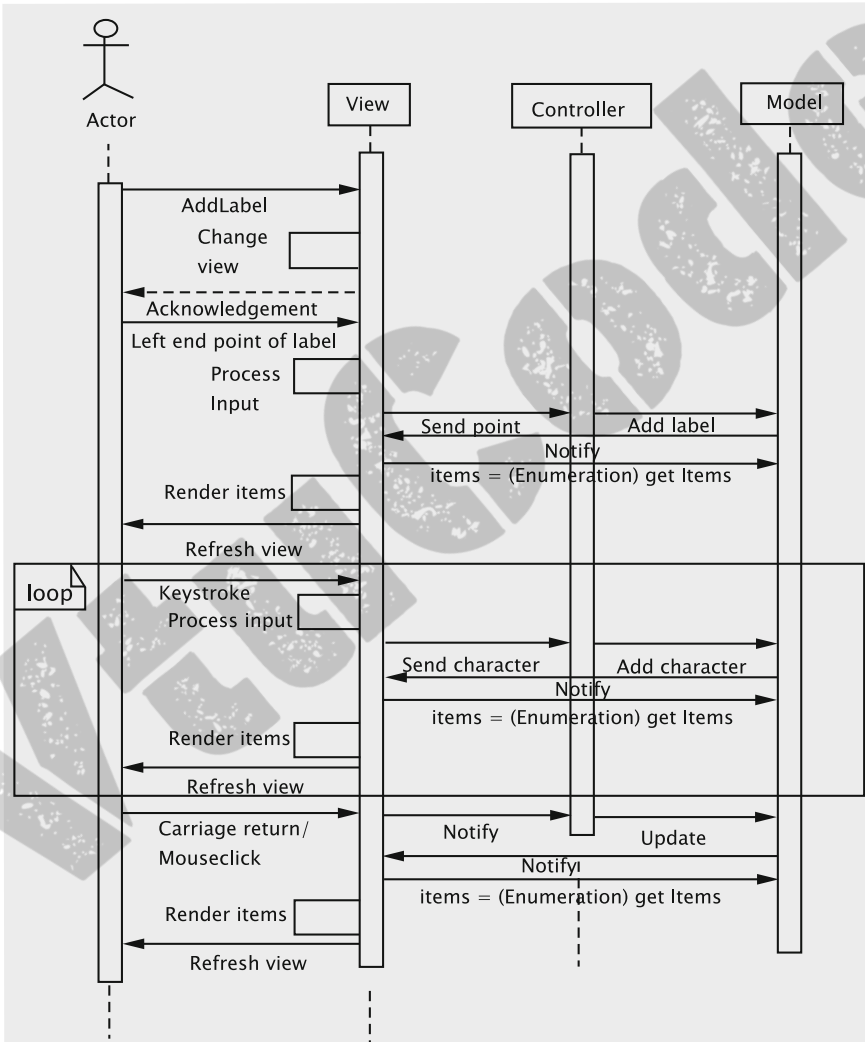 View
Controller
Model
Actor
AddLabel
Change
view
Acknowledgement
Left end point of label
Process
Input
Send point
Add label
Notify
items = (Enumeration) get Items
Render items
Refresh view
loop
Keystroke
Process input
Send character
Add character
Notify
items = (Enumeration) get Items
Render items
Refresh view
Carriage return/
Mouseclick
Notify
Update
Notify
items = (Enumeration) get Items
Render items
Refresh view